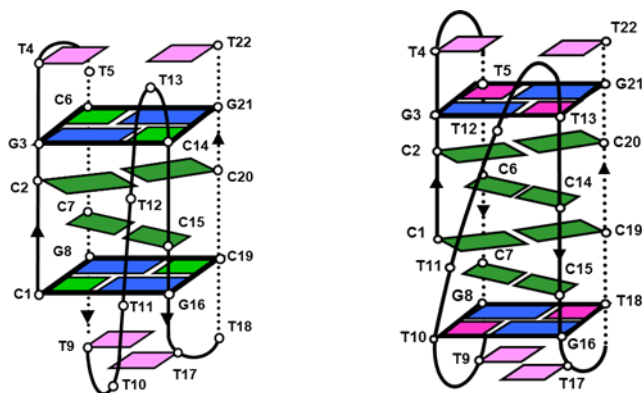 T4 T5 T22
T13
C6 G21
G3 C14
C2 T12 C20
C7 C15
G8 C19
C1 T11 G16
T9 T18
T10 T17
T4 T22
T5 G21
G3 T12 T13
C2 C20
C6 C14
C1 C19
T11 C7 C15
G8 T18
T10 G16
T9 T17